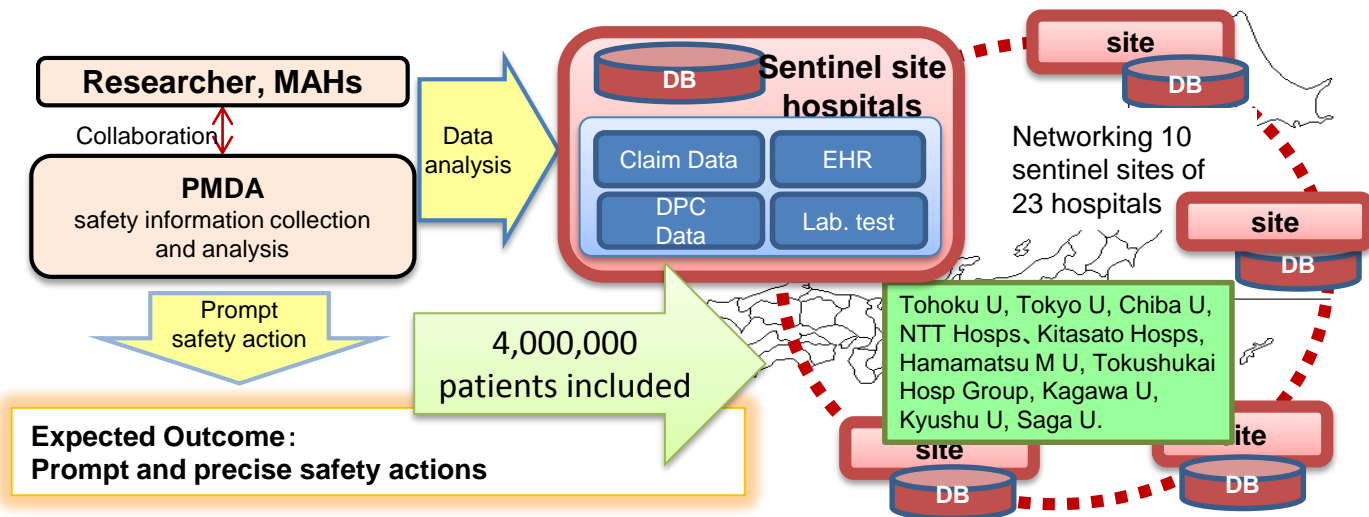 Researcher, MAHs
Collaboration
PMDA
safety information collection
and analysis
Data
analysis
DB
Sentinel site
hospitals
Claim Data
EHR
DPC
Data
Lab. test
site
DB
Networking 10
sentinel sites of
23 hospitals
site
DB
Prompt
safety action
4,000,000
patients included
Tohoku U, Tokyo U, Chiba U,
NTT Hosps、Kitasato Hosps,
Hamamatsu M U, Tokushukai
Hosp Group, Kagawa U,
Kyushu U, Saga U.
Expected Outcome：
Prompt and precise safety actions
site
DB
site
DB